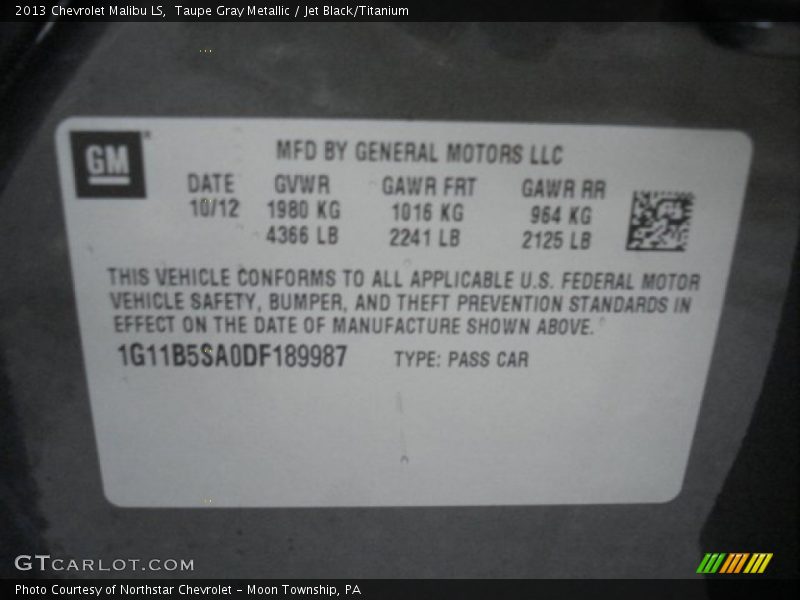 2013 Chevrolet Malibu LS,  Taupe Gray Metallic / Jet Black/Titanium
GM
MFD BY GENERAL MOTORS LLC
DATE GVWR GAWR FRT GAWR RR
10/12 1980 KG 1016 KG 964 KG
4366 LB 2241 LB 2125 LB
THIS VEHICLE CONFORMS TO ALL APPLICABLE U.S. FEDERAL MOTOR
VEHICLE SAFETY, BUMPER, AND THEFT PREVENTION STANDARDS IN
EFFECT ON THE DATE OF MANUFACTURE SHOWN ABOVE.
1G11B5SA0DF189987 TYPE: PASS CAR
GTCARLOT.COM
Photo Courtesy of Northstar Chevrolet - Moon Township, PA